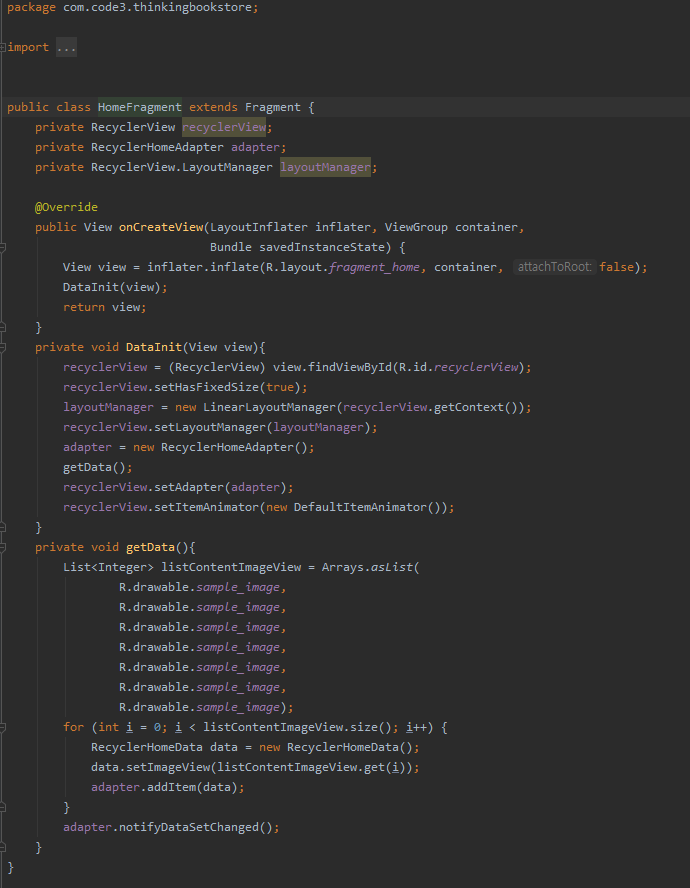 package com.code3.thinkingbookstore;
import ...
public class HomeFragment extends Fragment {
    private RecyclerView recyclerView;
    private RecyclerHomeAdapter adapter;
    private RecyclerView.LayoutManager layoutManager;
    @Override
    public View onCreateView(LayoutInflater inflater, ViewGroup container,
                             Bundle savedInstanceState) {
        View view = inflater.inflate(R.layout.fragment_home, container, attachToRoot: false);
        DataInit(view);
        return view;
    }
    private void DataInit(View view){
        recyclerView = (RecyclerView) view.findViewById(R.id.recyclerView);
        recyclerView.setHasFixedSize(true);
        layoutManager = new LinearLayoutManager(recyclerView.getContext());
        recyclerView.setLayoutManager(layoutManager);
        adapter = new RecyclerHomeAdapter();
        getData();
        recyclerView.setAdapter(adapter);
        recyclerView.setItemAnimator(new DefaultItemAnimator());
    }
    private void getData(){
        List<Integer> listContentImageView = Arrays.asList(
                R.drawable.sample_image,
                R.drawable.sample_image,
                R.drawable.sample_image,
                R.drawable.sample_image,
                R.drawable.sample_image,
                R.drawable.sample_image,
                R.drawable.sample_image);
        for (int i = 0; i < listContentImageView.size(); i++) {
            RecyclerHomeData data = new RecyclerHomeData();
            data.setImageView(listContentImageView.get(i));
            adapter.addItem(data);
        }
        adapter.notifyDataSetChanged();
    }
}